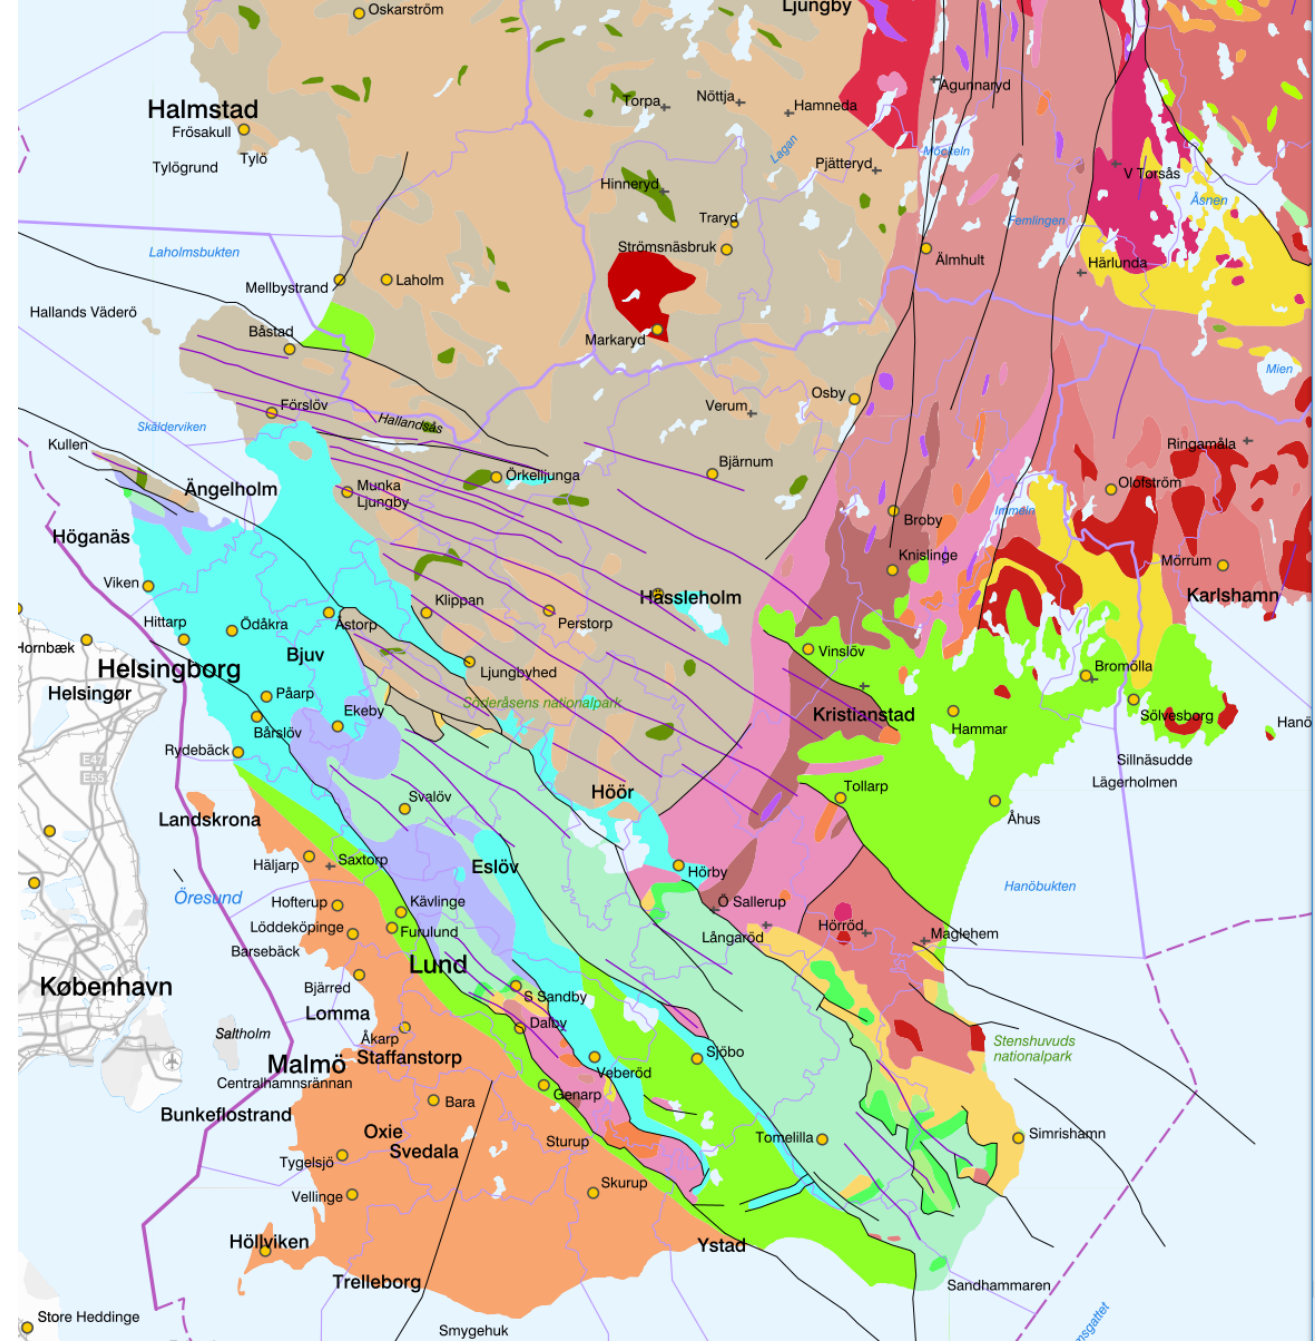 Oskarström
Ljungby
Halmstad
Frösakull
Tylö
Tylögrund
Torpa
Nöttja
Hamneda
Agunnaryd
Lagan
Möckeln
Pjätteryd
V Torsås
Hinneryd
Åsnen
Traryd
Femlingen
Strömsnäsbruk
Älmhult
Härlunda
Laholmsbukten
Mellbystrand
Laholm
Hallands Väderö
Båstad
Markaryd
Mien
Osby
Förslöv
Verum
Hallandsås
Skälderviken
Kullen
Ringamåla
Bjärnum
Örkelljunga
Ängelholm
Munka
Ljungby
Olofström
Immeln
Broby
Höganäs
Knislinge
Mörrum
Viken
Karlshamn
Hässleholm
Klippan
Perstorp
Hittarp
Ödåkra
Åstorp
Hornbæk
Bjuv
Vinslöv
Helsingborg
Ljungbyhed
Bromölla
Helsingør
Påarp
Söderåsens nationalpark
Ekeby
Kristianstad
Sölvesborg
Hanö
Bårslöv
Hammar
Rydebäck
E47
E55
Sillnäsudde
Lägerholmen
Höör
Tollarp
Svalöv
Landskrona
Åhus
Häljarp
Saxtorp
Eslöv
Hörby
Öresund
Hanöbukten
Hofterup
Kävlinge
Ö Sallerup
Löddeköpinge
Furulund
Långaröd
Hörröd
Maglehem
Barsebäck
Lund
København
Bjärred
S Sandby
Lomma
Dalby
Saltholm
Åkarp
Stenshuvuds
nationalpark
Malmö
Staffanstorp
Sjöbo
Centralhamnsrännan
Veberöd
Genarp
Bunkeflostrand
Bara
Oxie
Svedala
Sturup
Tomelilla
Simrishamn
Tygelsjö
Vellinge
Skurup
Höllviken
Ystad
Trelleborg
Sandhammaren
Store Heddinge
Smygehuk
msgattet